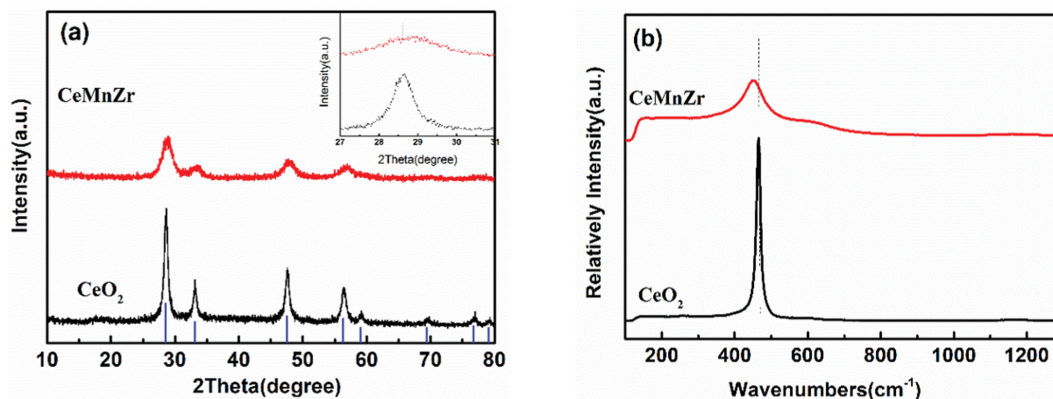 (a)
Intensity(a.u.)
CeMnZr
CeO2
10 20 30 40 50 60 70 80
2Theta(degree)
Intensity(a.u.)
27 28 29 30 31
2Theta(degree)
(b)
Relatively Intensity(a.u.)
CeMnZr
CeO2
200 400 600 800 1000 1200
Wavenumbers(cm-1)